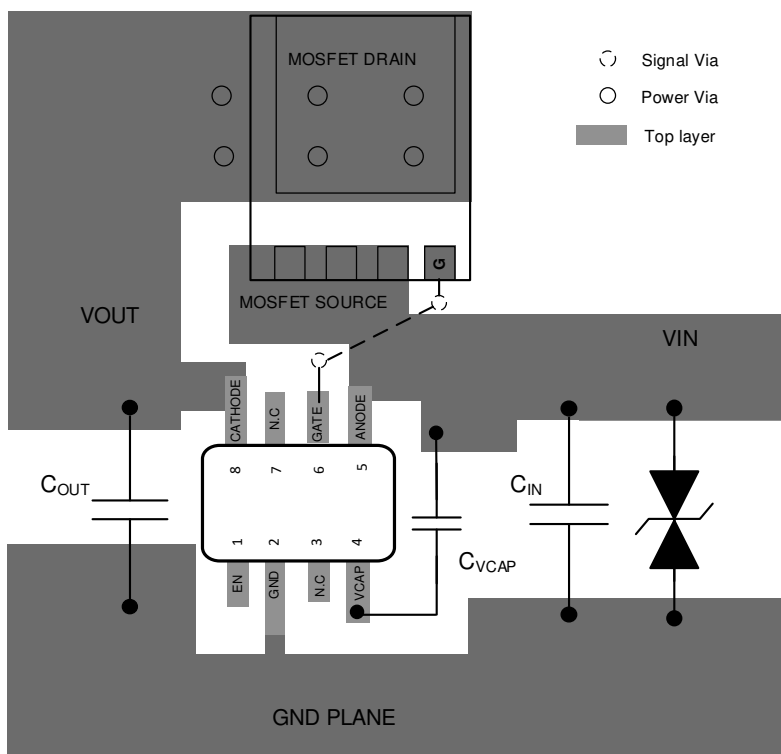 MOSFET DRAIN
Signal Via
Power Via
Top layer
G
MOSFET SOURCE
VOUT
VIN
CATHODE
N.C
GATE
ANODE
8
7
6
5
COUT
CIN
1
2
3
4
CVCAP
EN
GND
N.C
VCAP
GND PLANE